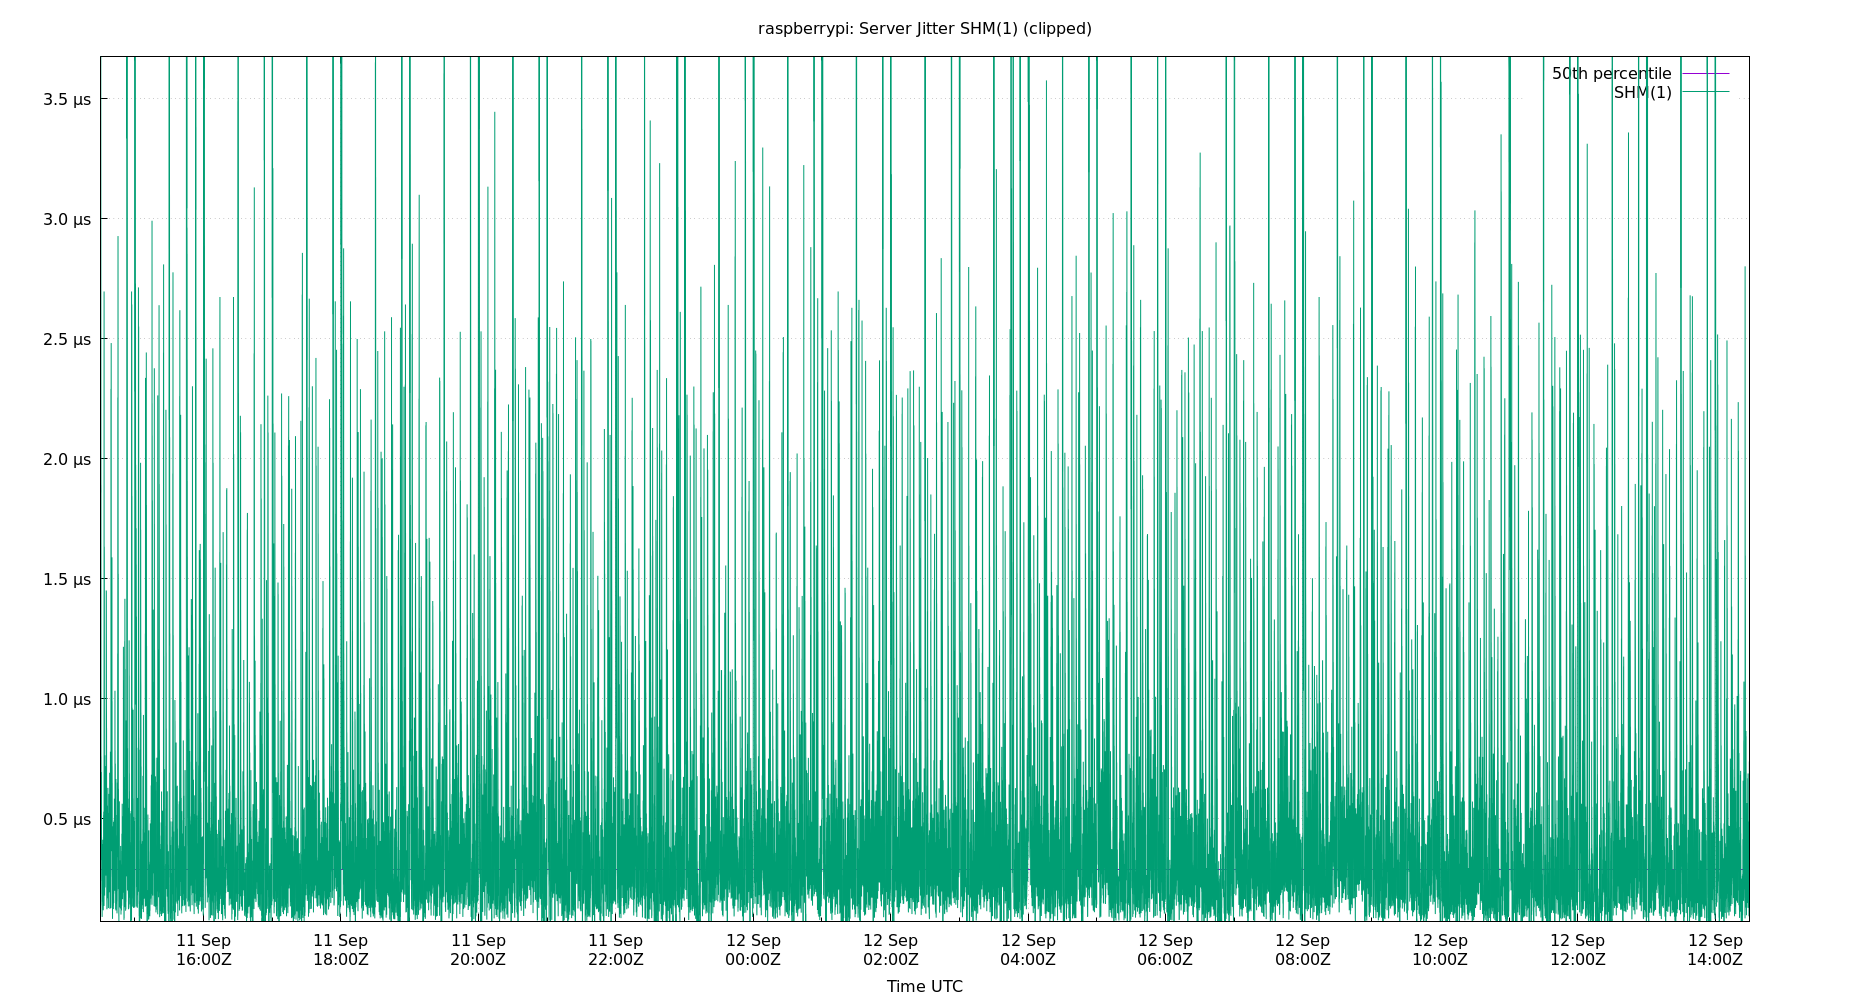 raspberrypi: Server Jitter SHM(1) (clipped)
50th percentile
SHM(1)
3.5 µs
3.0 µs
2.5 µs
2.0 µs
1.5 µs
1.0 µs
0.5 µs
11 Sep 11 Sep 11 Sep 11 Sep 12 Sep 12 Sep 12 Sep 12 Sep 12 Sep 12 Sep 12 Sep 12 Sep
16:00Z 18:00Z 20:00Z 22:00Z 00:00Z 02:00Z 04:00Z 06:00Z 08:00Z 10:00Z 12:00Z 14:00Z
Time UTC